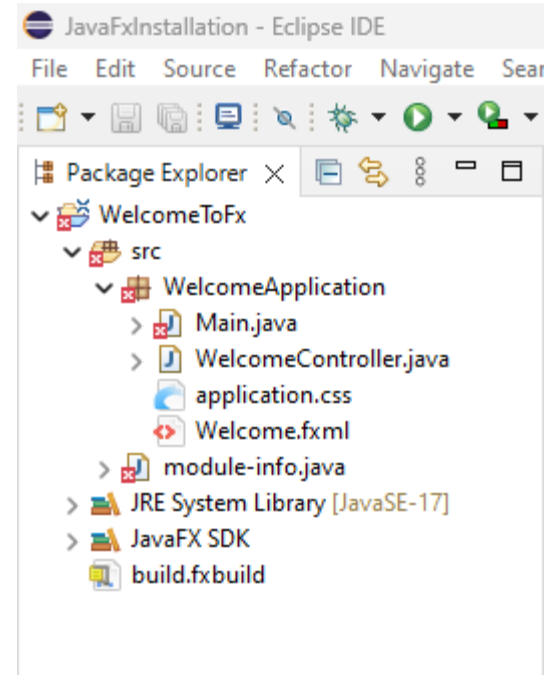 JavaFxInstallation - Eclipse IDE
File Edit Source Refactor Navigate Sear
Package Explorer
WelcomeToFx
src
WelcomeApplication
Main.java
WelcomeController.java
application.css
Welcome.fxml
module-info.java
JRE System Library [JavaSE-17]
JavaFX SDK
build.fxbuild